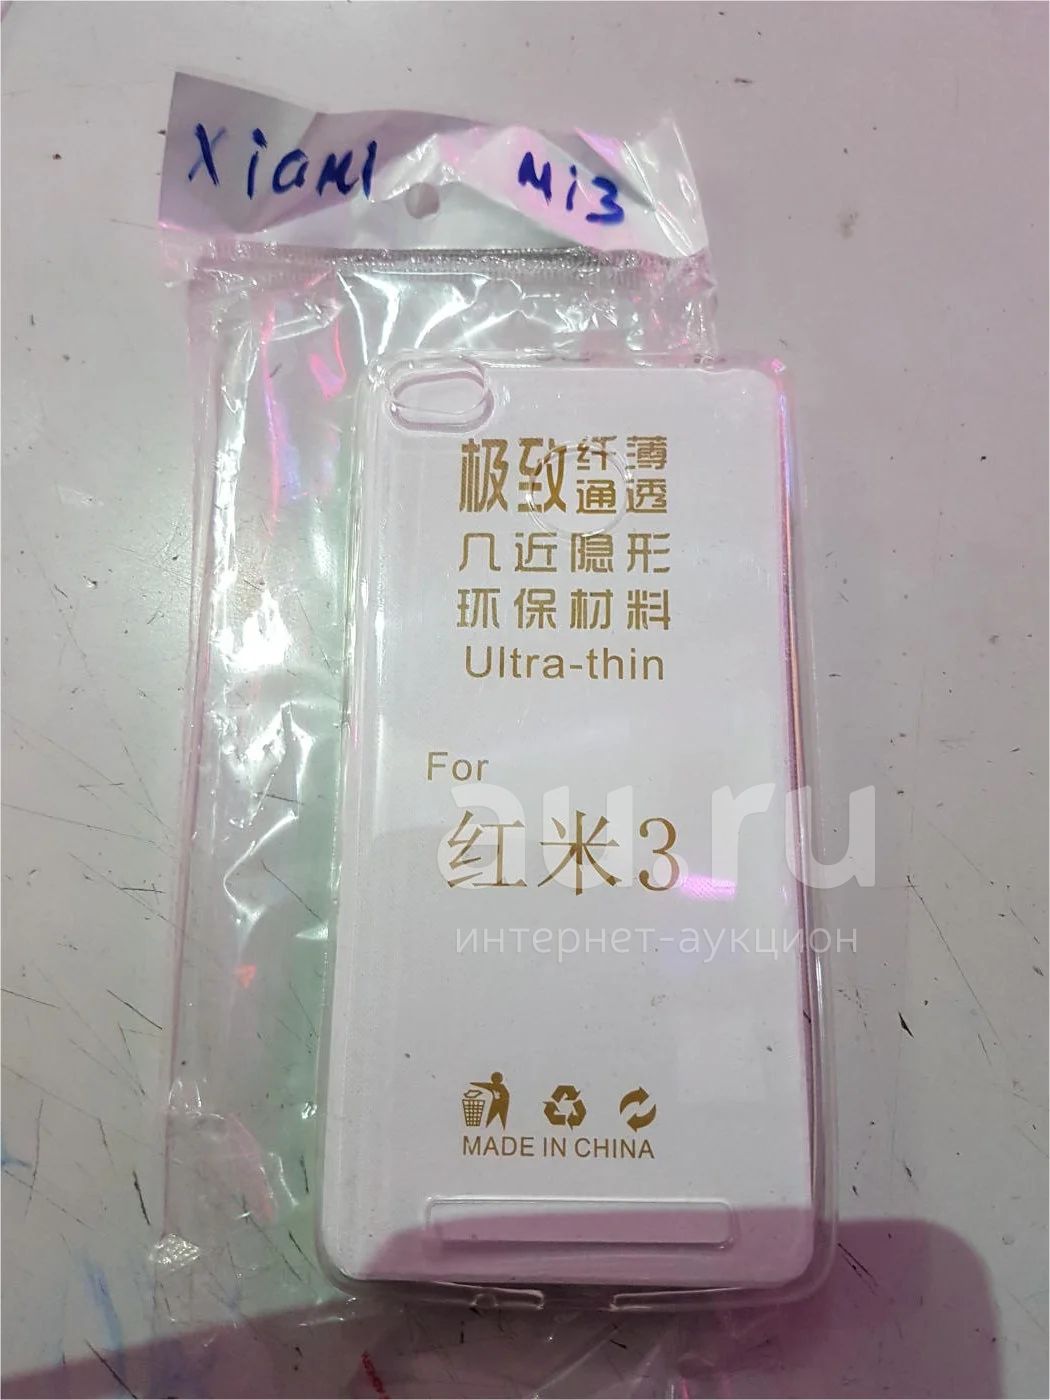 Xiami Mi3
极致纤薄
通透
几近隐形
环保材料
Ultra-thin
For
红米3
au.ru
интернет-аукцион
MADE IN CHINA